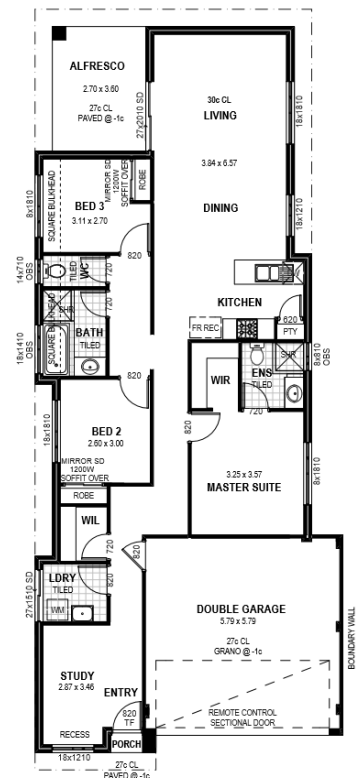 ALFRESCO
2.70 x 3.60
27c CL
PAVED @ -1c
27x2010 SD
30c CL
LIVING
3.84 x 6.57
DINING
18x1810
18x1210
MIRROR SD
1200W
SOFFIT OVER
ROBE
SQUARE BULKHEAD
8x1810
BED 3
3.11 x 2.70
820
14x710
OBS
TILED
WC
720
KITCHEN
620
PTY
FR REC
SHR
720
SQUARE BULKHEAD
BATH
TILED
18x1410
OBS
820
WIR
ENS
TILED
SHR
720
8x810
OBS
18x1810
BED 2
2.60 x 3.00
820
3.25 x 3.57
MASTER SUITE
8x1810
MIRROR SD
1200W
SOFFIT OVER
ROBE
WIL
720
820
LDRY
TILED
WM
820
27x1510 SD
DOUBLE GARAGE
5.79 x 5.79
27c CL
GRANO @ -1c
BOUNDARY WALL
STUDY
2.87 x 3.46
ENTRY
820
TF
REMOTE CONTROL
SECTIONAL DOOR
RECESS
18x1210
PORCH
27c CL
PAVED @ -1c